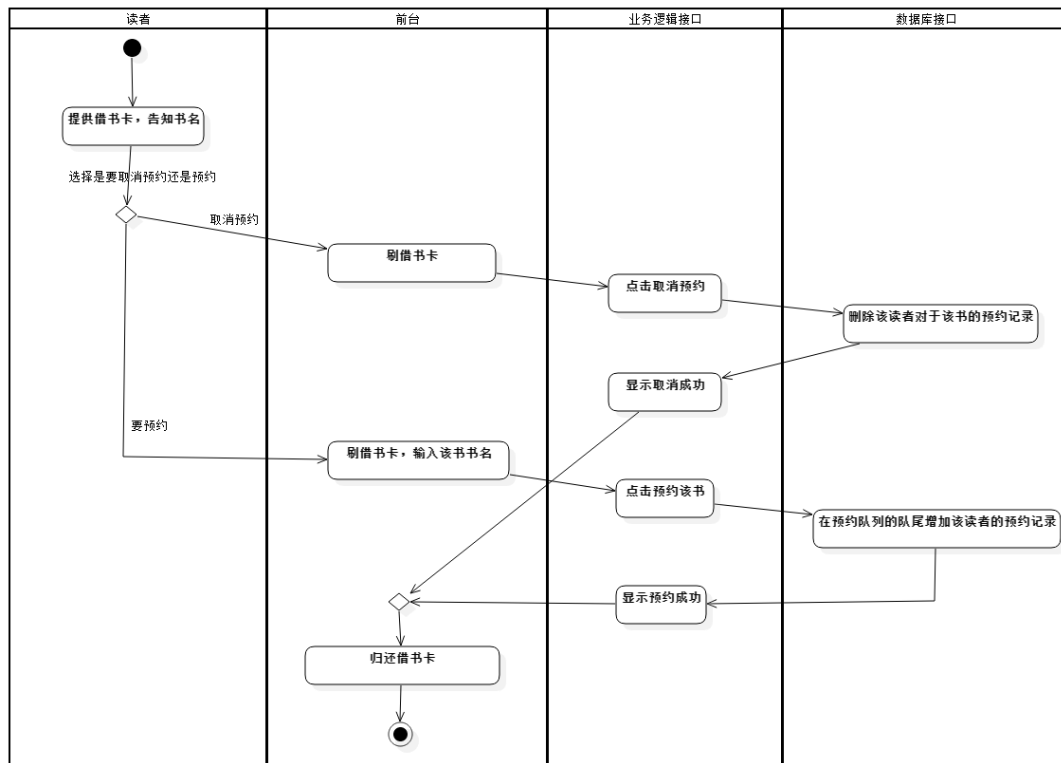 读者
前台
业务逻辑接口
数据库接口
提供借书卡，告知书名
选择是要取消预约还是预约
取消预约
刷借书卡
点击取消预约
删除该读者对于该书的预约记录
显示取消成功
要预约
刷借书卡，输入该书书名
点击预约该书
在预约队列的队尾增加该读者的预约记录
显示预约成功
归还借书卡